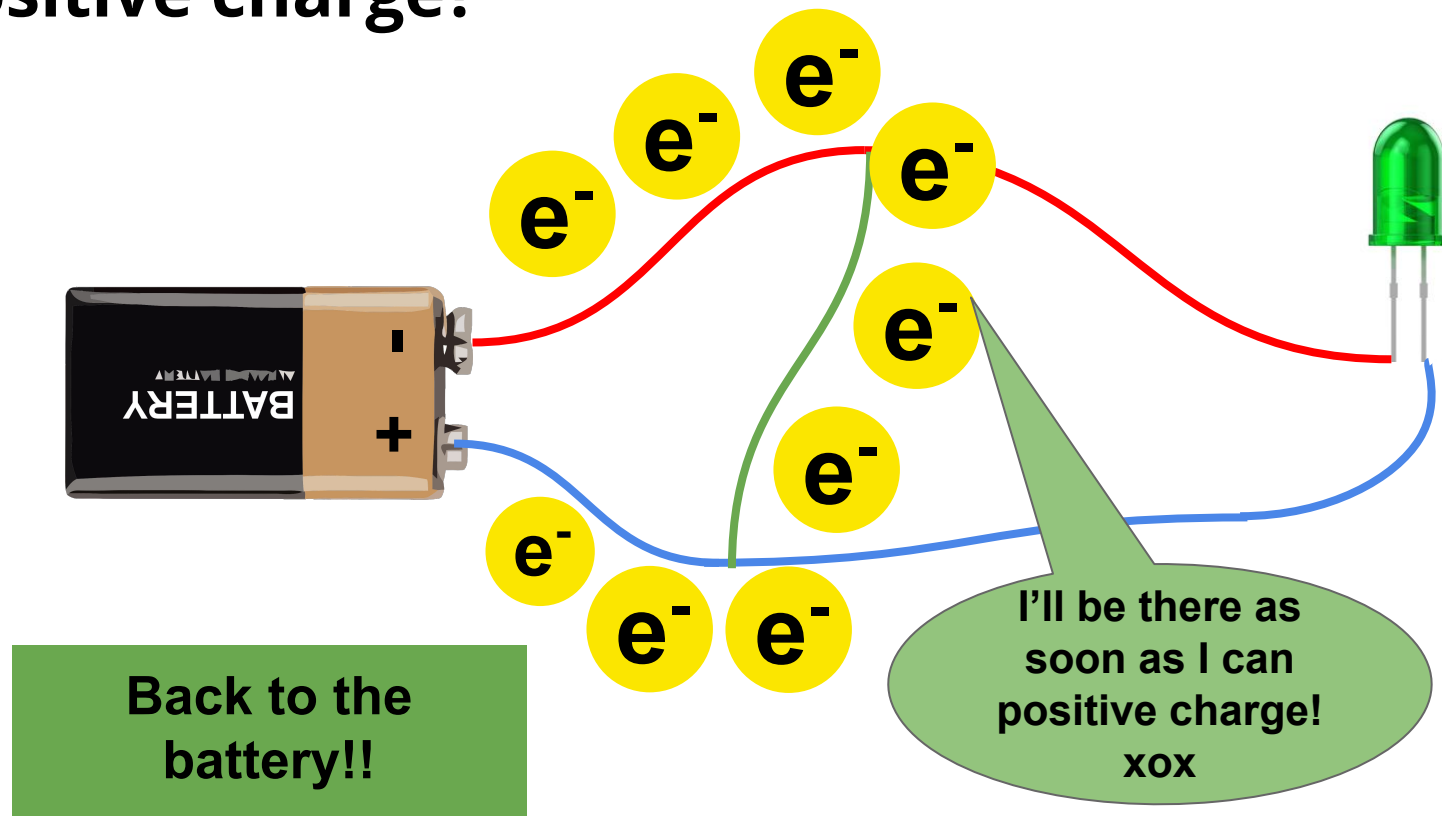 ositive charge!
e-
e-
e-
e-
e-
e-
e-
e-
e-
-
+
BATTERY
I'll be there as
soon as I can
positive charge!
xox
Back to the
battery!!